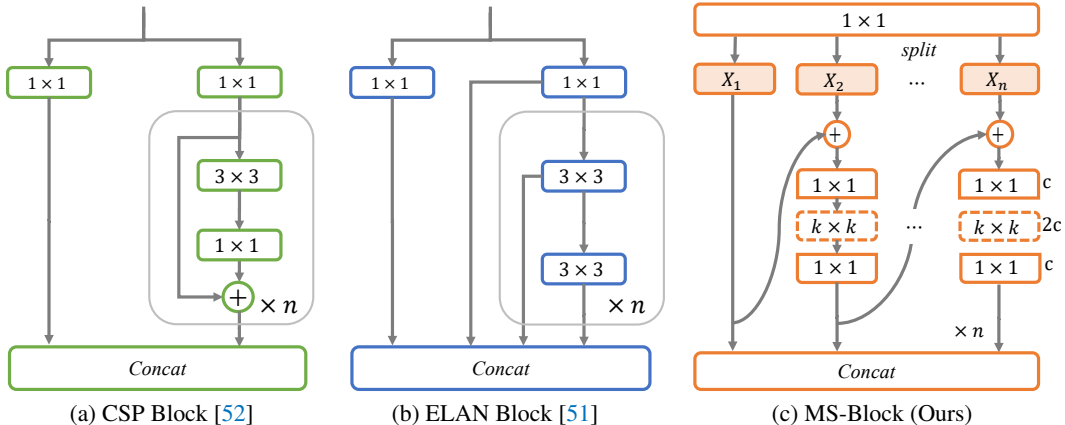 1 × 1
1 × 1
3 × 3
1 × 1
+
× n
Concat
(a) CSP Block [52]
1 × 1
1 × 1
3 × 3
3 × 3
× n
Concat
(b) ELAN Block [51]
1 × 1
split
X₁
X₂
...
Xₙ
+
+
1 × 1
1 × 1
c
k × k
...
k × k
2c
1 × 1
1 × 1
c
× n
Concat
(c) MS-Block (Ours)